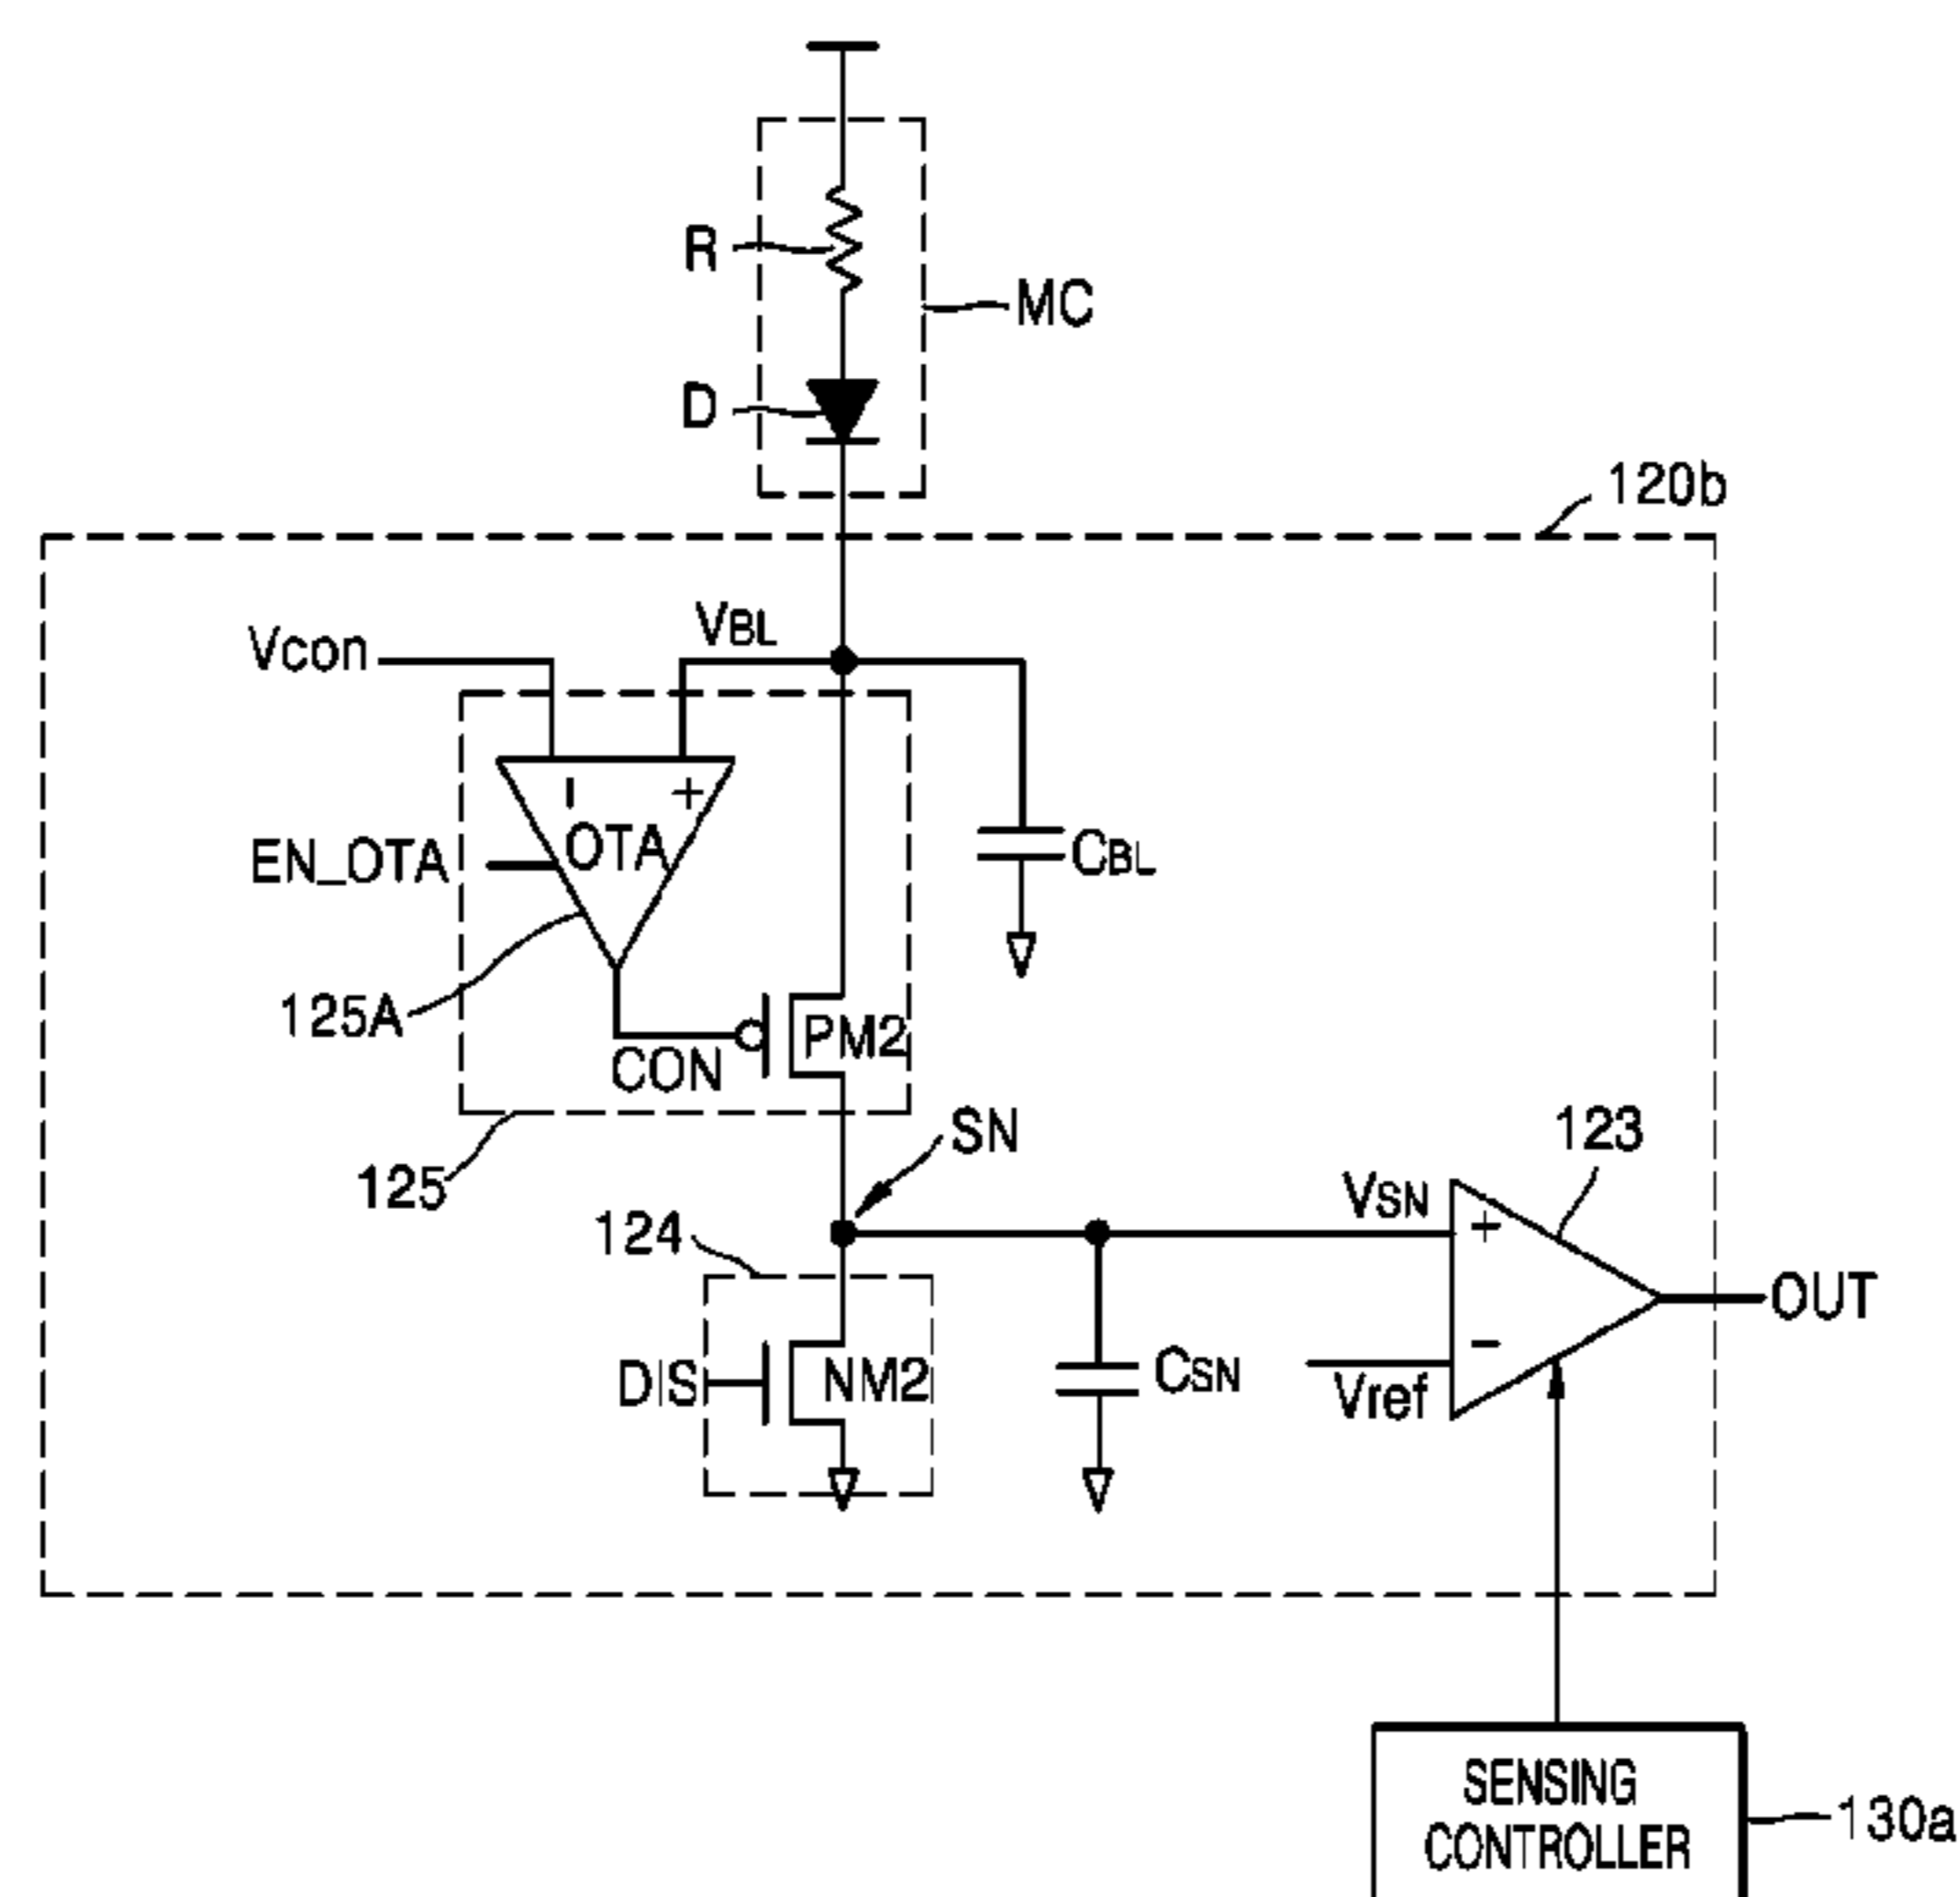 R
MC
D
120b
Vcon
VBL
- +
OTA
EN_OTA
CBL
125A
PM2
CON
SN
123
125
VSN
124
+
OUT
DIS
NM2
CSN
-
Vref
SENSING
CONTROLLER
130a